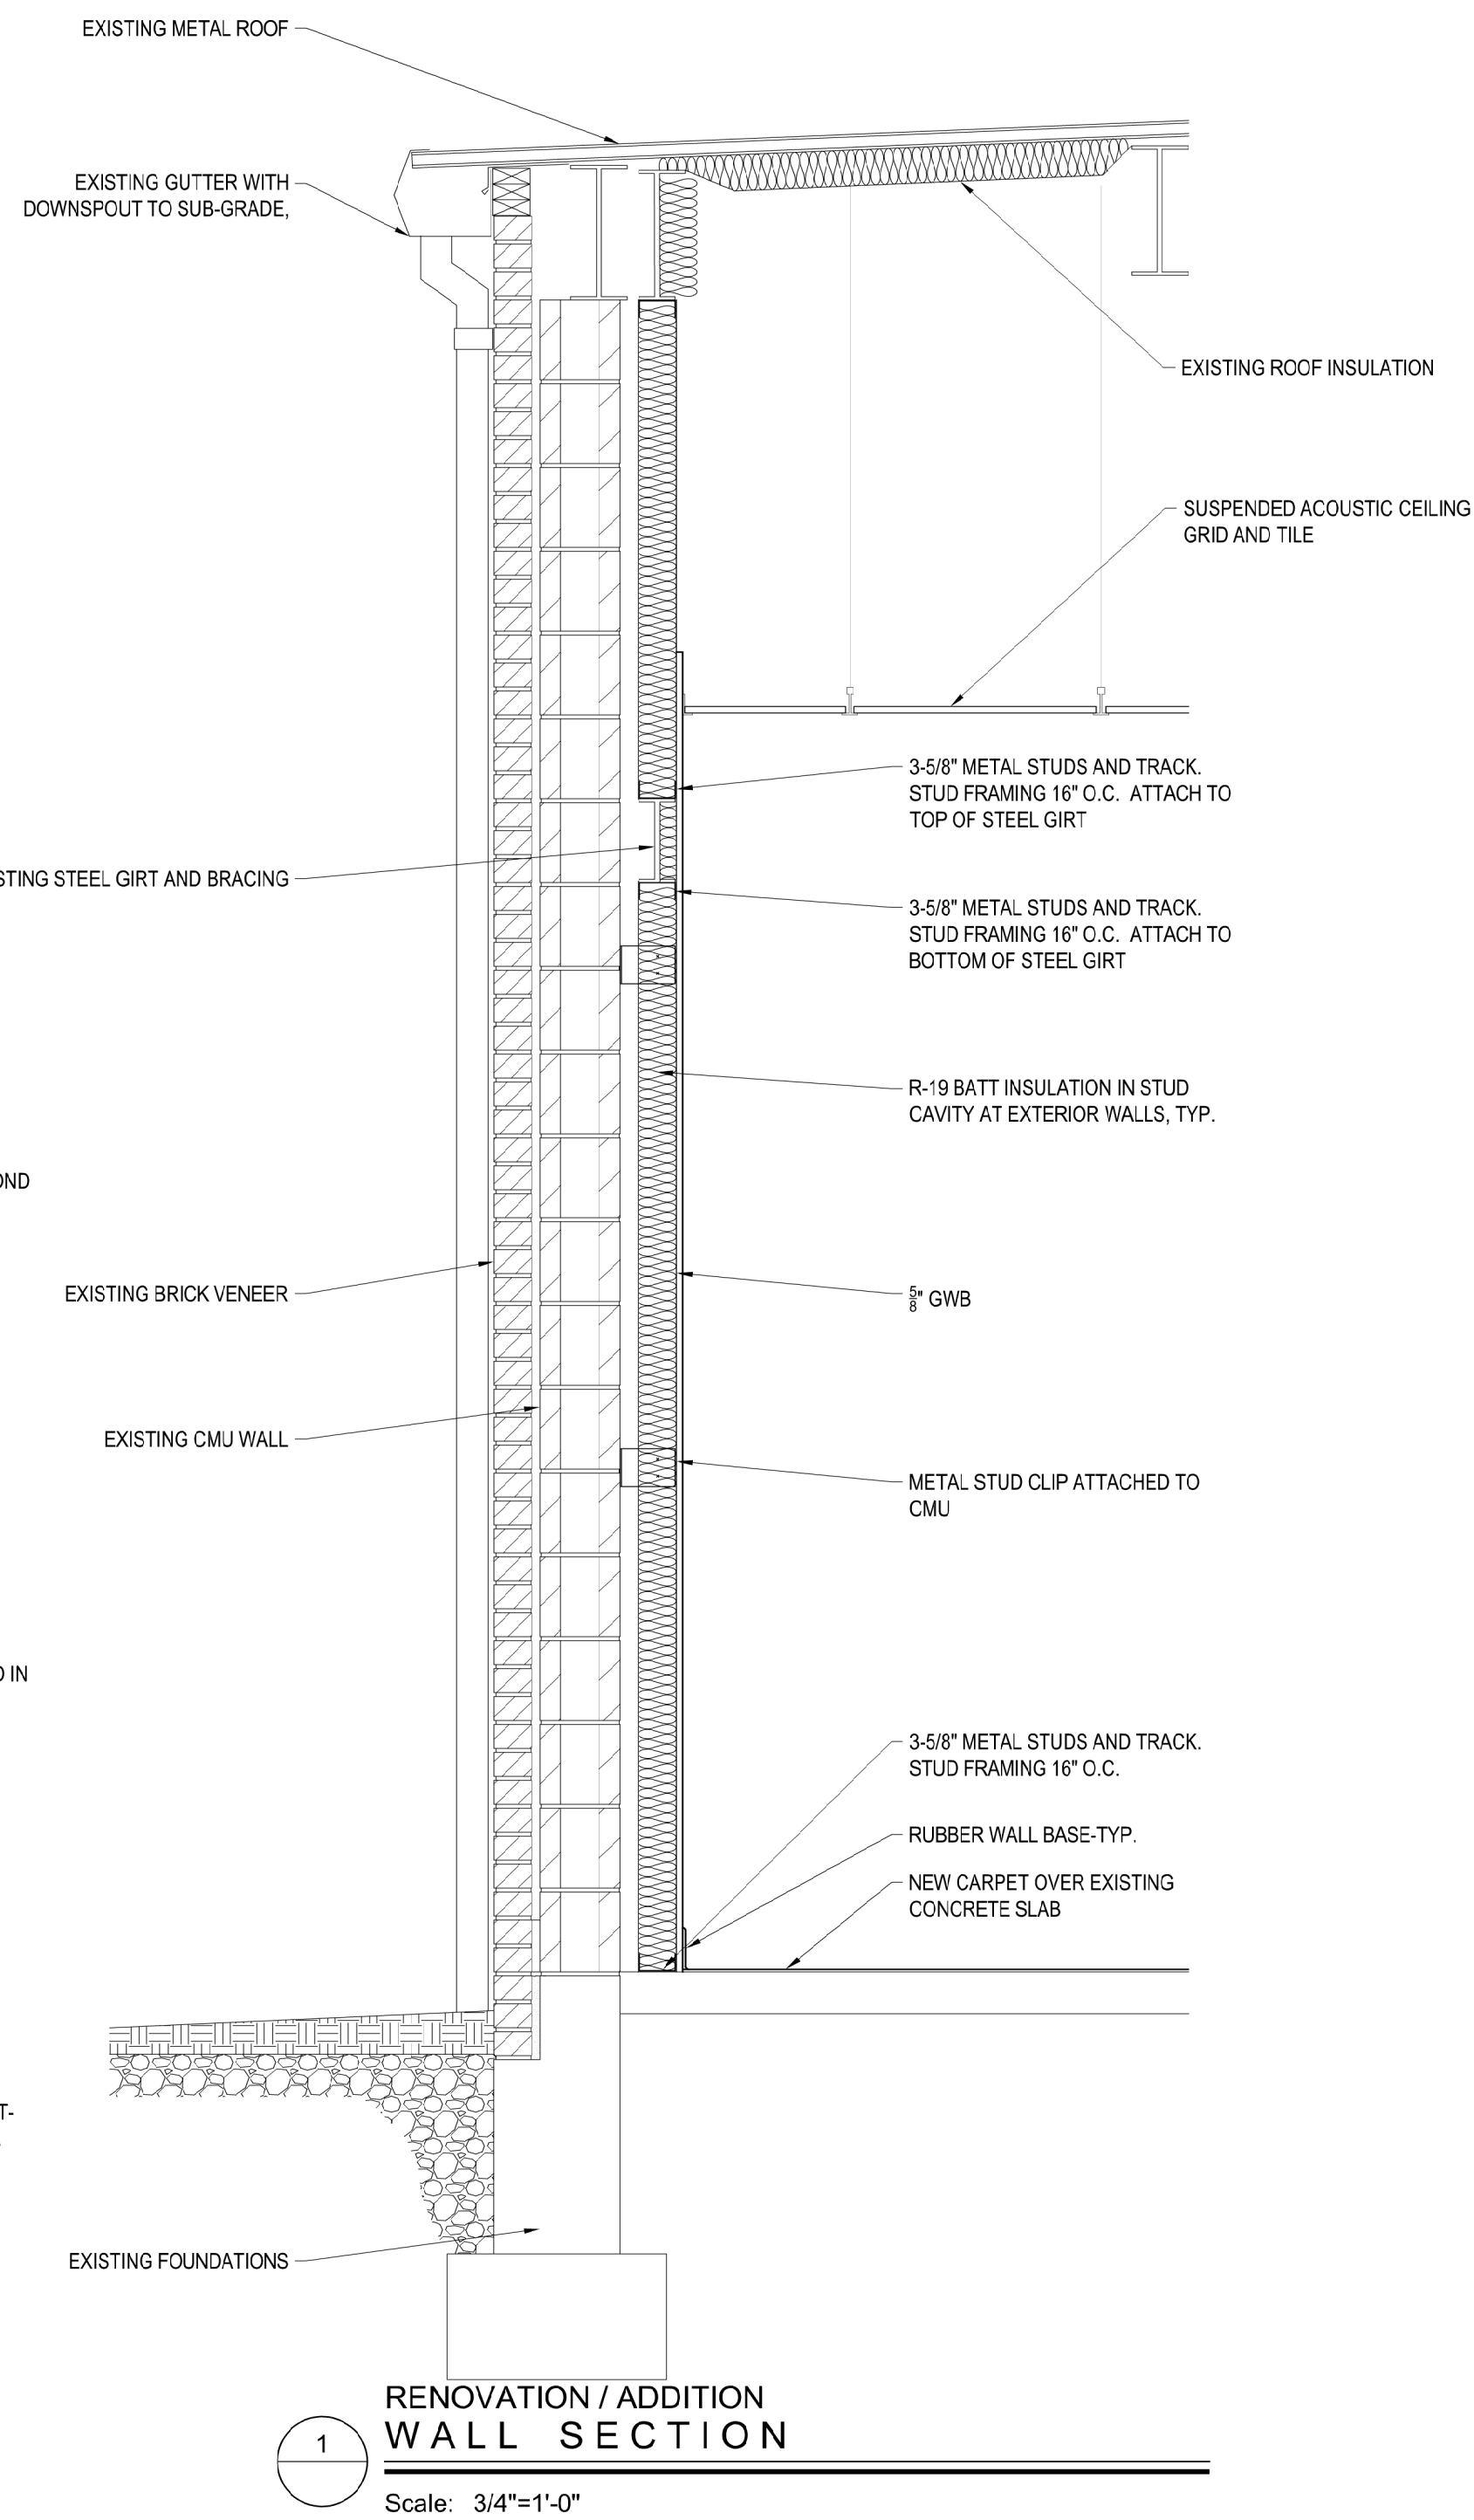 EXISTING METAL ROOF
EXISTING GUTTER WITH
DOWNSPOUT TO SUB-GRADE,
EXISTING ROOF INSULATION
SUSPENDED ACOUSTIC CEILING
GRID AND TILE
3-5/8" METAL STUDS AND TRACK.
STUD FRAMING 16" O.C. ATTACH TO
TOP OF STEEL GIRT
STING STEEL GIRT AND BRACING
3-5/8" METAL STUDS AND TRACK.
STUD FRAMING 16" O.C. ATTACH TO
BOTTOM OF STEEL GIRT
R-19 BATT INSULATION IN STUD
CAVITY AT EXTERIOR WALLS, TYP.
OND
EXISTING BRICK VENEER
5/8" GWB
EXISTING CMU WALL
METAL STUD CLIP ATTACHED TO
CMU
IN
3-5/8" METAL STUDS AND TRACK.
STUD FRAMING 16" O.C.
RUBBER WALL BASE-TYP.
NEW CARPET OVER EXISTING
CONCRETE SLAB
T-
EXISTING FOUNDATIONS
1
RENOVATION / ADDITION
WALL SECTION
Scale: 3/4"=1'-0"